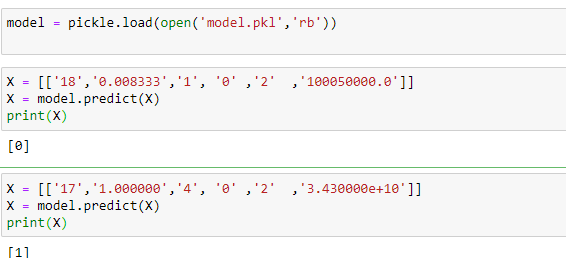 model = pickle.load(open('model.pkl','rb'))
X = [['18','0.008333','1', '0' ,'2'  ,'100050000.0']]
X = model.predict(X)
print(X)
[0]
X = [['17','1.000000','4', '0' ,'2'  ,'3.430000e+10']]
X = model.predict(X)
print(X)
[1]